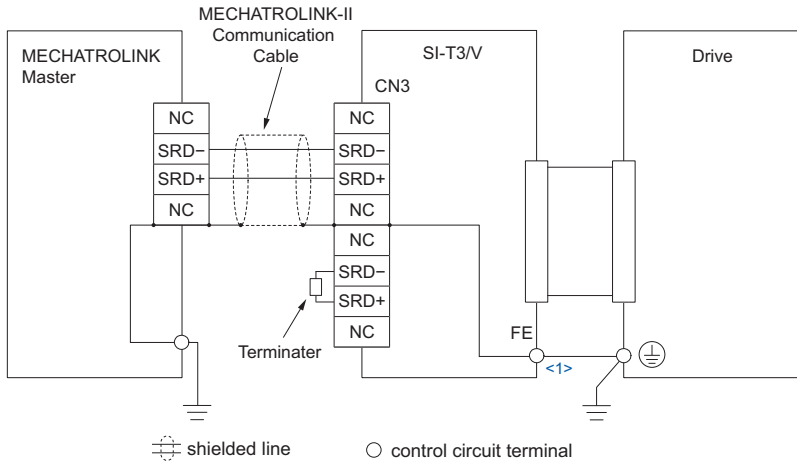 MECHATROLINK-II
Communication
Cable
MECHATROLINK
Master
SI-T3/V
Drive
CN3
NC
SRD−
SRD+
NC
NC
SRD−
SRD+
NC
NC
SRD−
SRD+
NC
Terminater
FE
<1>
shielded line
control circuit terminal